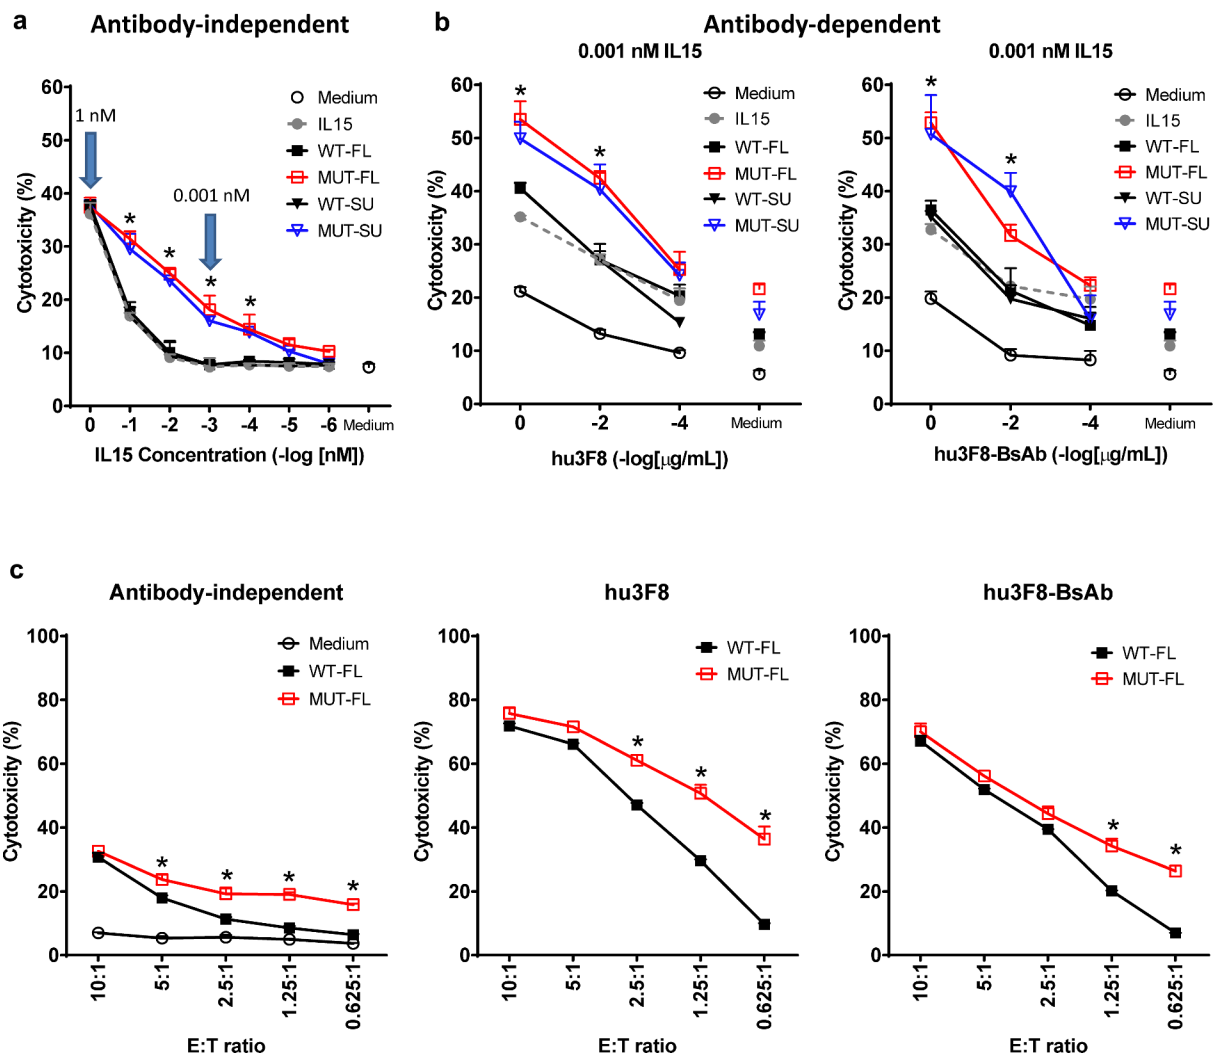 a
Antibody-independent
60
50
40
30
20
10
0
Cytotoxicity (%)
1 nM
0.001 nM
*
*
*
*
Medium
IL15
WT-FL
MUT-FL
WT-SU
MUT-SU
0 -1 -2 -3 -4 -5 -6 Medium
IL15 Concentration (-log [nM])
b
Antibody-dependent
0.001 nM IL15
60
50
40
30
20
10
0
Cytotoxicity (%)
*
*
Medium
IL15
WT-FL
MUT-FL
WT-SU
MUT-SU
0 -2 -4 Medium
hu3F8 (-log[μg/mL])
0.001 nM IL15
60
50
40
30
20
10
0
Cytotoxicity (%)
*
*
Medium
IL15
WT-FL
MUT-FL
WT-SU
MUT-SU
0 -2 -4 Medium
hu3F8-BsAb (-log[μg/mL])
c
Antibody-independent
100
80
60
40
20
0
Cytotoxicity (%)
Medium
WT-FL
MUT-FL
* * * *
10:1 5:1 2.5:1 1.25:1 0.625:1
E:T ratio
hu3F8
100
80
60
40
20
0
Cytotoxicity (%)
WT-FL
MUT-FL
*
*
*
10:1 5:1 2.5:1 1.25:1 0.625:1
E:T ratio
hu3F8-BsAb
100
80
60
40
20
0
Cytotoxicity (%)
WT-FL
MUT-FL
*
*
10:1 5:1 2.5:1 1.25:1 0.625:1
E:T ratio